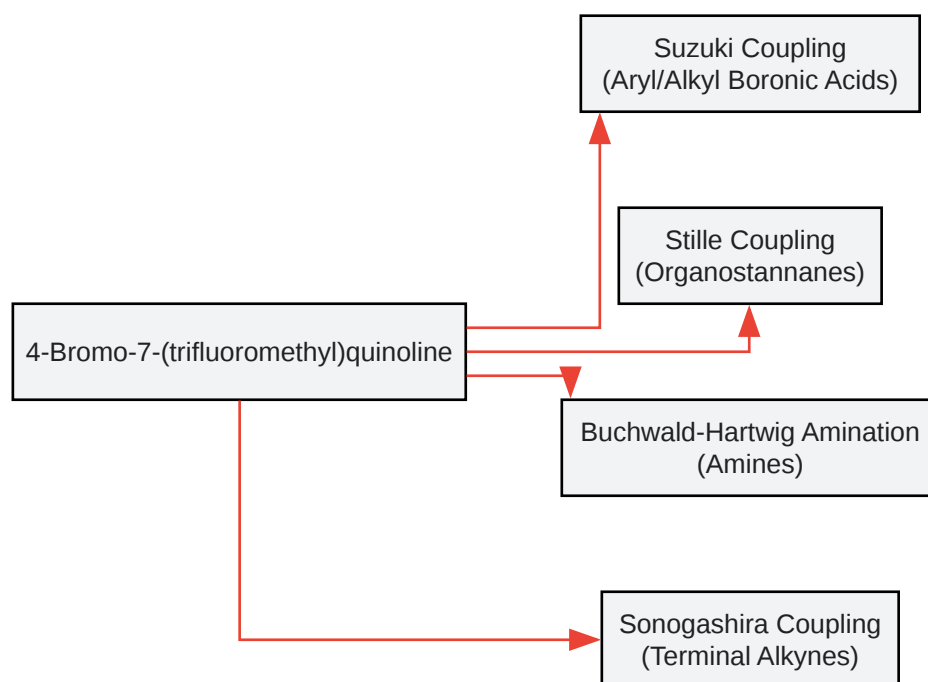 Suzuki Coupling
(Aryl/Alkyl Boronic Acids)
Stille Coupling
(Organostannanes)
4-Bromo-7-(trifluoromethyl)quinoline
Buchwald-Hartwig Amination
(Amines)
Sonogashira Coupling
(Terminal Alkynes)